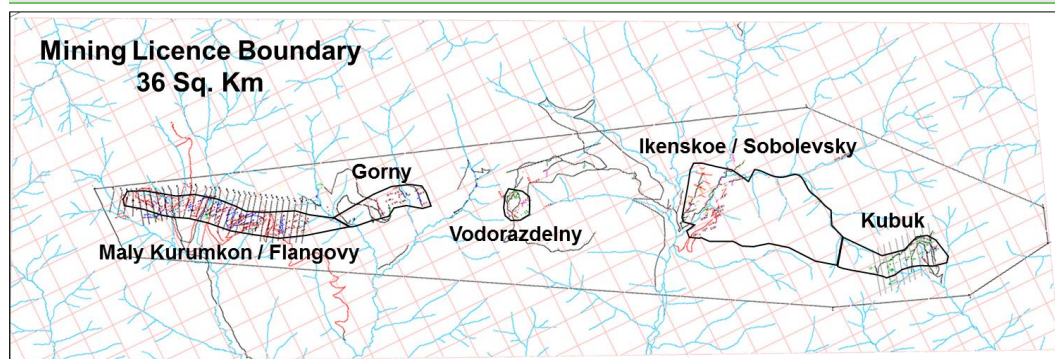 Mining Licence Boundary
36 Sq. Km
Ikenskoe / Sobolevsky
Gorny
Kubuk
Vodorazdelny
Maly Kurumkon / Flangovy